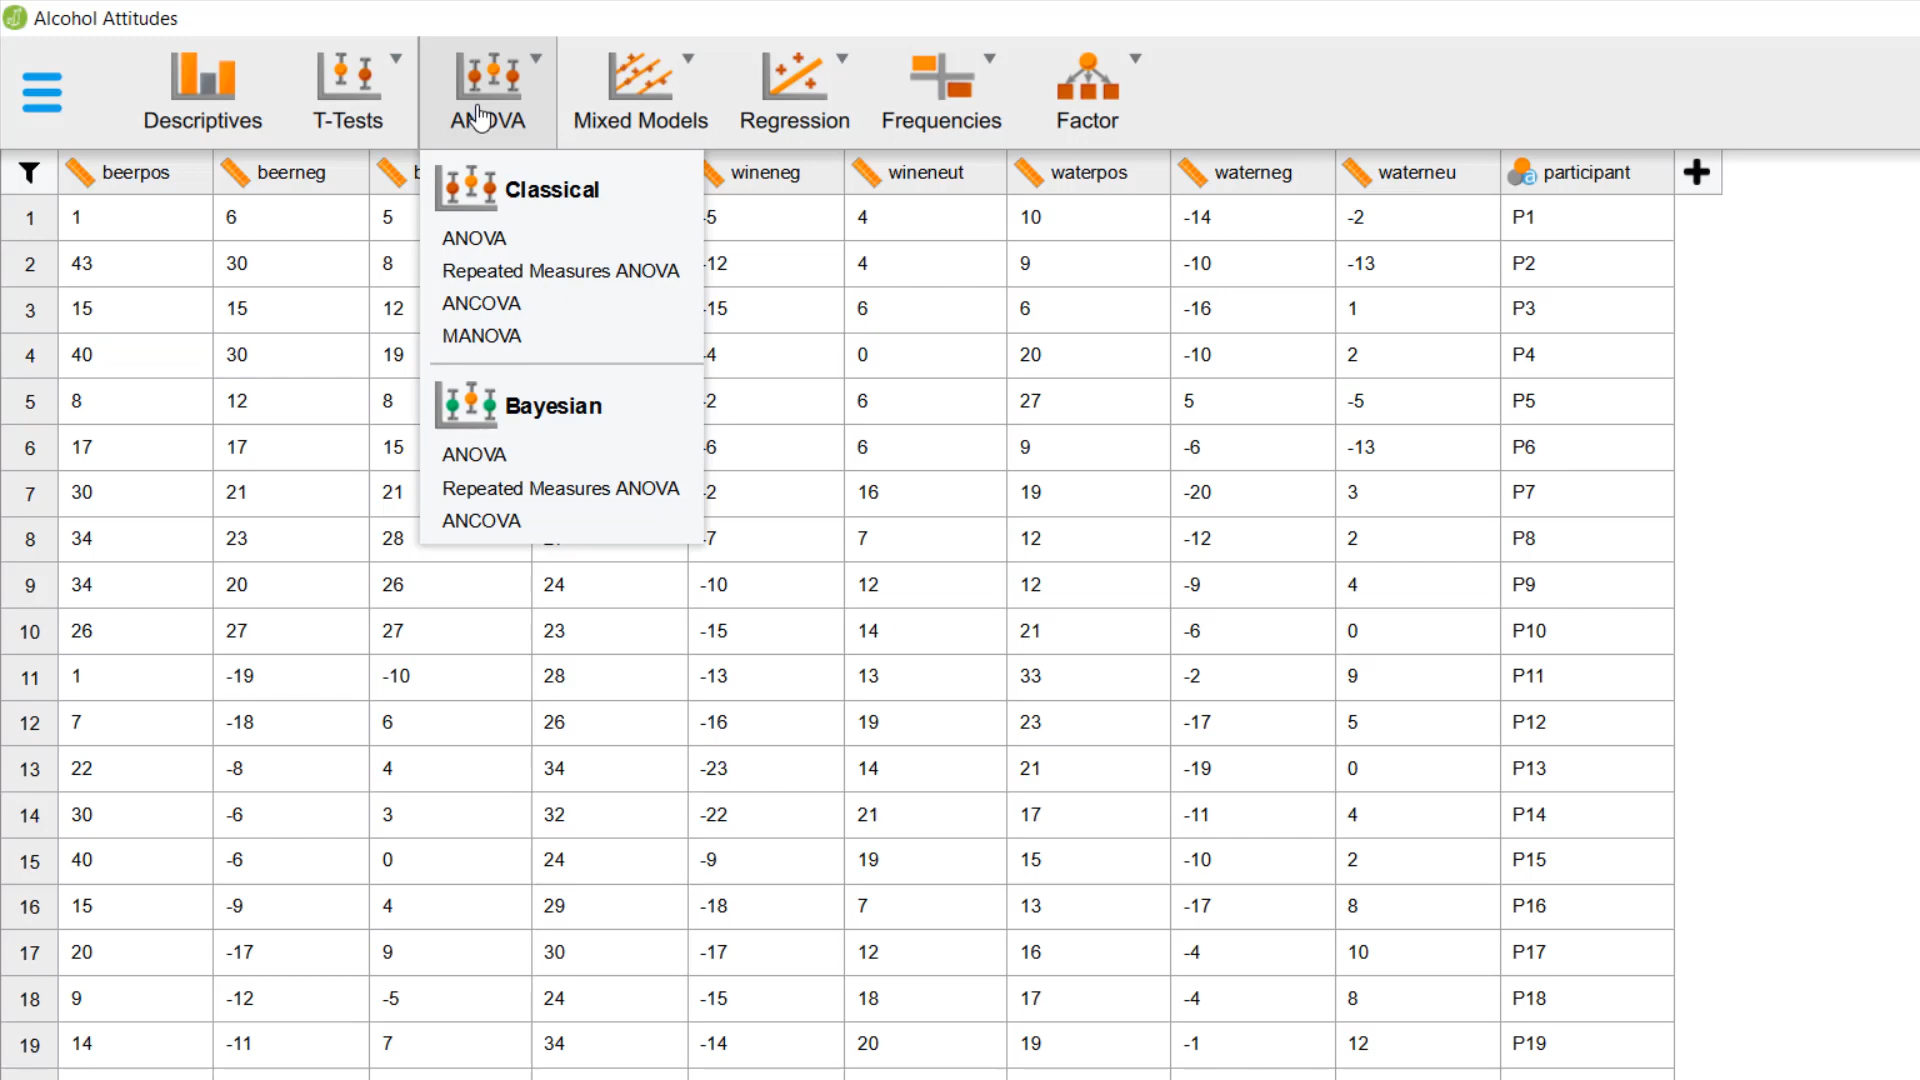 Alcohol Attitudes
Descriptives T-Tests ANOVA Mixed Models Regression Frequencies Factor
beerpos beerneg wineneg wineneut waterpos waterneg waterneu participant
Classical
ANOVA
Repeated Measures ANOVA
ANCOVA
MANOVA
Bayesian
ANOVA
Repeated Measures ANOVA
ANCOVA
1 1 6 5 -5 4 10 -14 -2 P1
2 43 30 8 -12 4 9 -10 -13 P2
3 15 15 12 -15 6 6 -16 1 P3
4 40 30 19 -4 0 20 -10 2 P4
5 8 12 8 -2 6 27 5 -5 P5
6 17 17 15 -6 6 9 -6 -13 P6
7 30 21 21 -2 16 19 -20 3 P7
8 34 23 28 -7 7 12 -12 2 P8
9 34 20 26 24 -10 12 12 -9 4 P9
10 26 27 27 23 -15 14 21 -6 0 P10
11 1 -19 -10 28 -13 13 33 -2 9 P11
12 7 -18 6 26 -16 19 23 -17 5 P12
13 22 -8 4 34 -23 14 21 -19 0 P13
14 30 -6 3 32 -22 21 17 -11 4 P14
15 40 -6 0 24 -9 19 15 -10 2 P15
16 15 -9 4 29 -18 7 13 -17 8 P16
17 20 -17 9 30 -17 12 16 -4 10 P17
18 9 -12 -5 24 -15 18 17 -4 8 P18
19 14 -11 7 34 -14 20 19 -1 12 P19